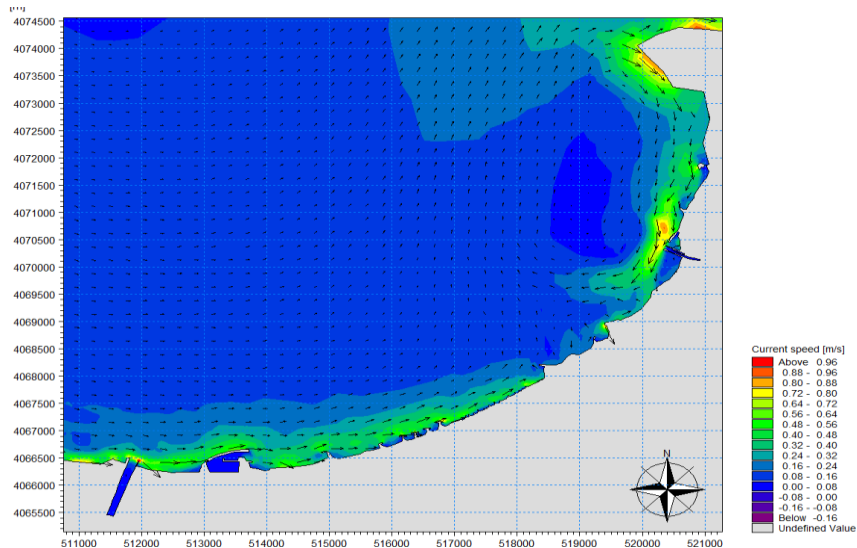 [m]
4074500
4074000
4073500
4073000
4072500
4072000
4071500
4071000
4070500
4070000
4069500
4069000
4068500
4068000
4067500
4067000
4066500
4066000
4065500
511000 512000 513000 514000 515000 516000 517000 518000 519000 520000 521000
N
Current speed [m/s]
Above 0.96
0.88 - 0.96
0.80 - 0.88
0.72 - 0.80
0.64 - 0.72
0.56 - 0.64
0.48 - 0.56
0.40 - 0.48
0.32 - 0.40
0.24 - 0.32
0.16 - 0.24
0.08 - 0.16
0.00 - 0.08
-0.08 - 0.00
-0.16 - -0.08
Below -0.16
Undefined Value